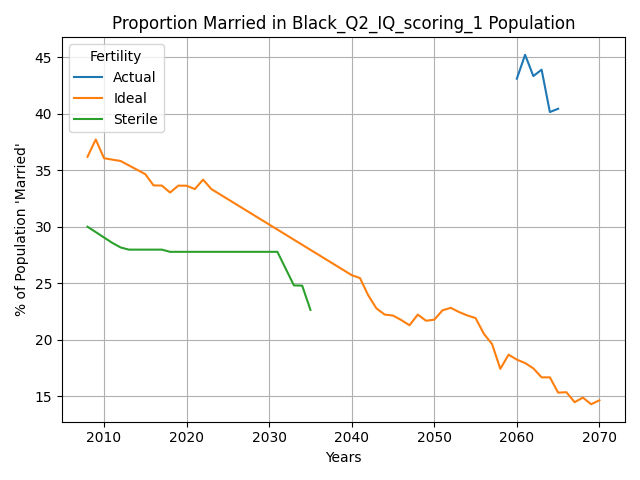 Proportion Married in Black_Q2_IQ_scoring_1 Population
Fertility
Actual
Ideal
Sterile
% of Population 'Married'
45
40
35
30
25
20
15
2010 2020 2030 2040 2050 2060 2070
Years